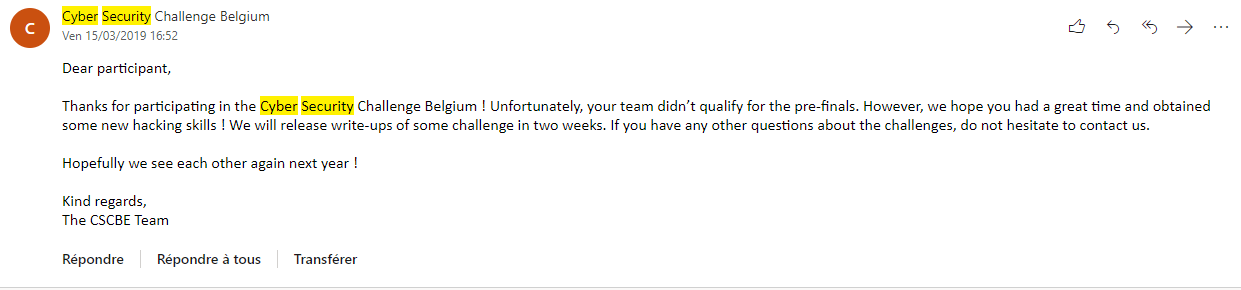 C
Cyber Security Challenge Belgium
Ven 15/03/2019 16:52
Dear participant,
Thanks for participating in the Cyber Security Challenge Belgium ! Unfortunately, your team didn’t qualify for the pre-finals. However, we hope you had a great time and obtained
some new hacking skills ! We will release write-ups of some challenge in two weeks. If you have any other questions about the challenges, do not hesitate to contact us.
Hopefully we see each other again next year !
Kind regards,
The CSCBE Team
Répondre Répondre à tous Transférer